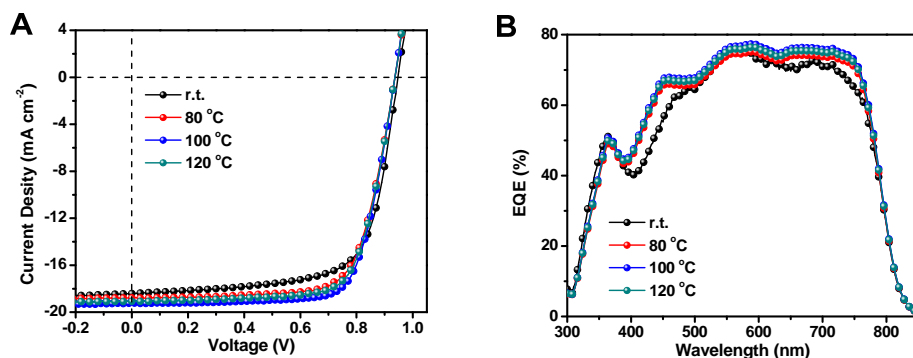 A
4
0
-4
-8
-12
-16
-20
Current Desity (mA cm⁻²)
r.t.
80 °C
100 °C
120 °C
-0.2 0.0 0.2 0.4 0.6 0.8 1.0
Voltage (V)
B
80
60
40
20
0
EQE (%)
r.t.
80 °C
100 °C
120 °C
300 400 500 600 700 800
Wavelength (nm)